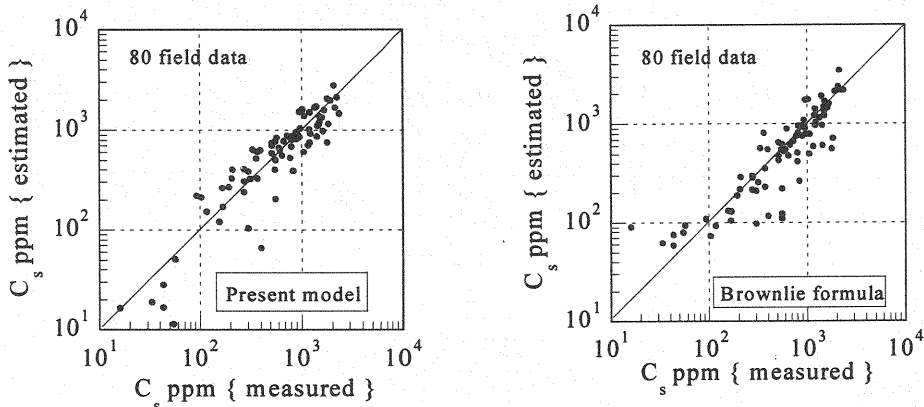 10⁴
80 field data
10³
10²
10¹
C_s ppm { estimated }
Present model
10¹ 10² 10³ 10⁴
C_s ppm { measured }
10⁴
80 field data
10³
10²
10¹
C_s ppm { estimated }
Brownlie formula
10¹ 10² 10³ 10⁴
C_s ppm { measured }